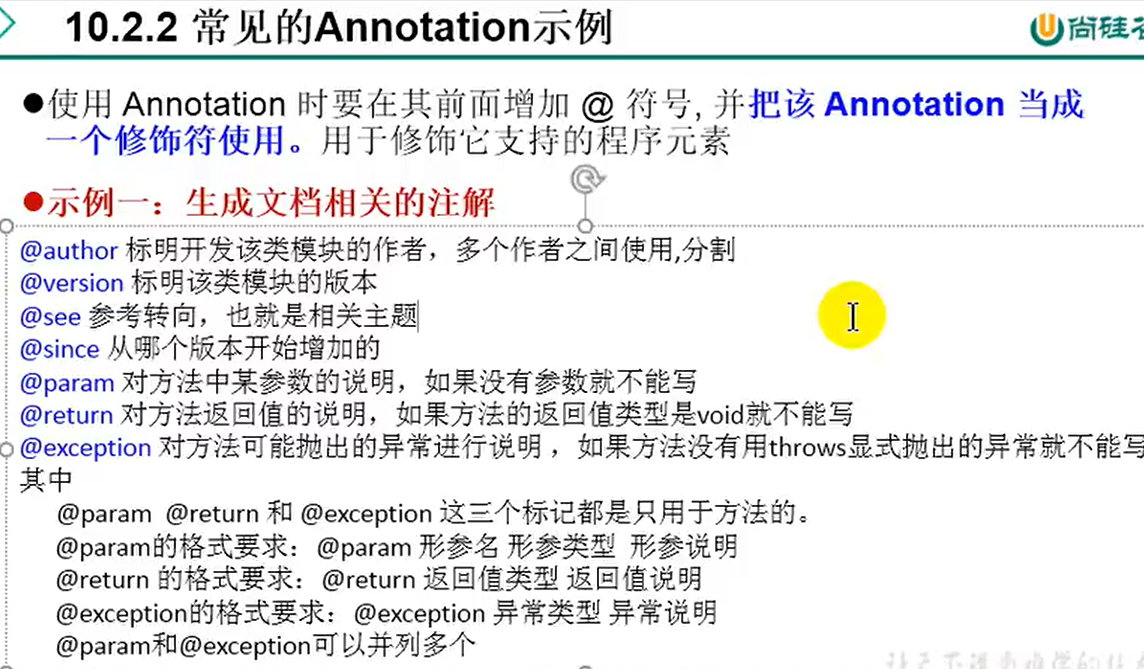 10.2.2 常见的Annotation示例
尚硅谷
●使用 Annotation 时要在其前面增加 @ 符号, 并把该 Annotation 当成
一个修饰符使用。用于修饰它支持的程序元素
●示例一：生成文档相关的注解
@author 标明开发该类模块的作者，多个作者之间使用,分割
@version 标明该类模块的版本
@see 参考转向，也就是相关主题
@since 从哪个版本开始增加的
@param 对方法中某参数的说明，如果没有参数就不能写
@return 对方法返回值的说明，如果方法的返回值类型是void就不能写
@exception 对方法可能抛出的异常进行说明 ，如果方法没有用throws显式抛出的异常就不能写
其中
@param @return 和 @exception 这三个标记都是只用于方法的。
@param的格式要求：@param 形参名 形参类型 形参说明
@return 的格式要求：@return 返回值类型 返回值说明
@exception的格式要求：@exception 异常类型 异常说明
@param和@exception可以并列多个